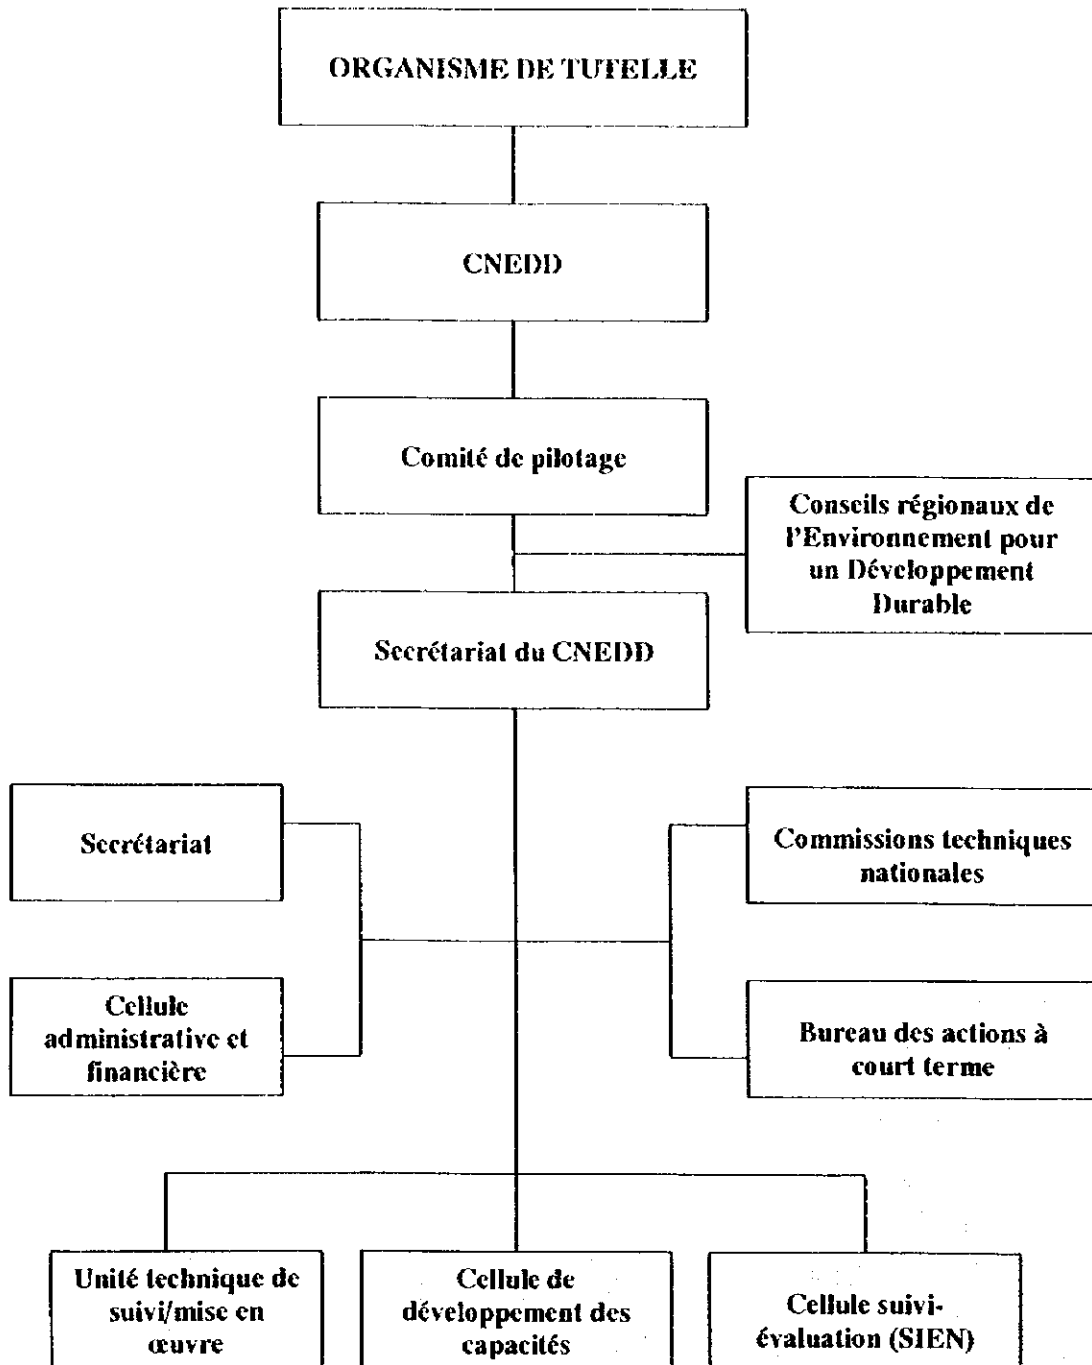 ORGANISME DE TUTELLE
CNEDD
Comité de pilotage
Conseils régionaux de
l'Environnement pour
un Développement
Durable
Secrétariat du CNEDD
Secrétariat
Commissions techniques
nationales
Cellule
administrative et
financière
Bureau des actions à
court terme
Unité technique de
suivi/mise en
œuvre
Cellule de
développement des
capacités
Cellule suivi-
évaluation (SIEN)